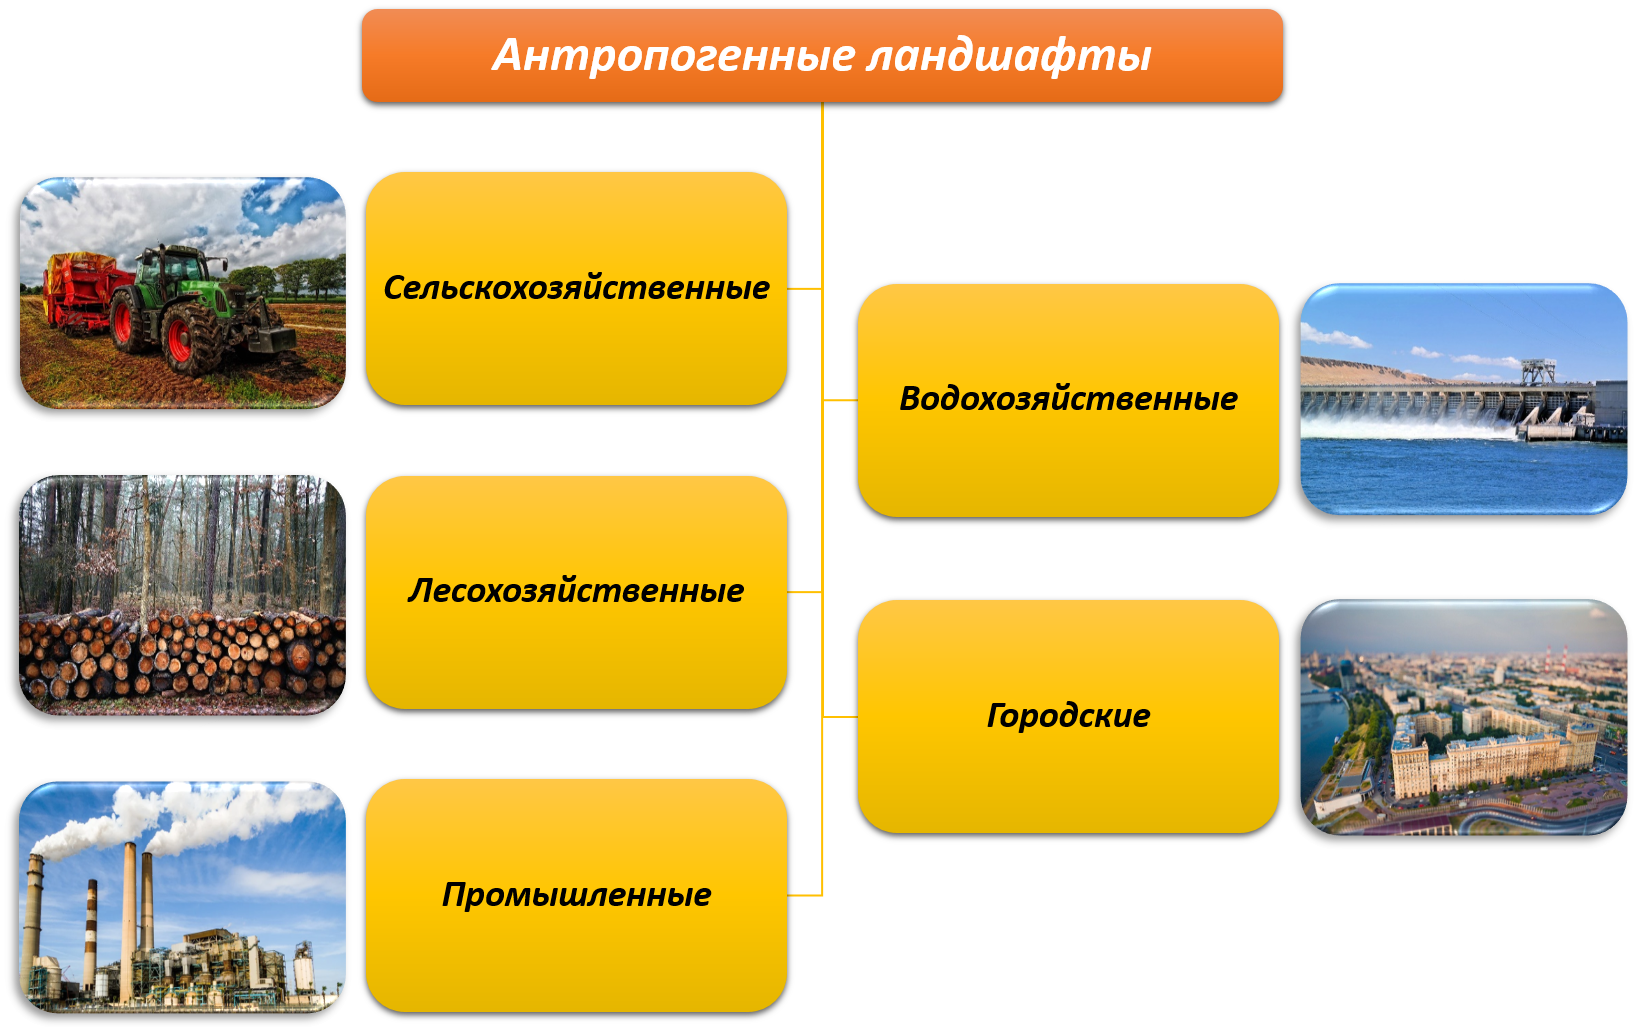 Антропогенные ландшафты
Сельскохозяйственные
Водохозяйственные
Лесохозяйственные
Городские
Промышленные